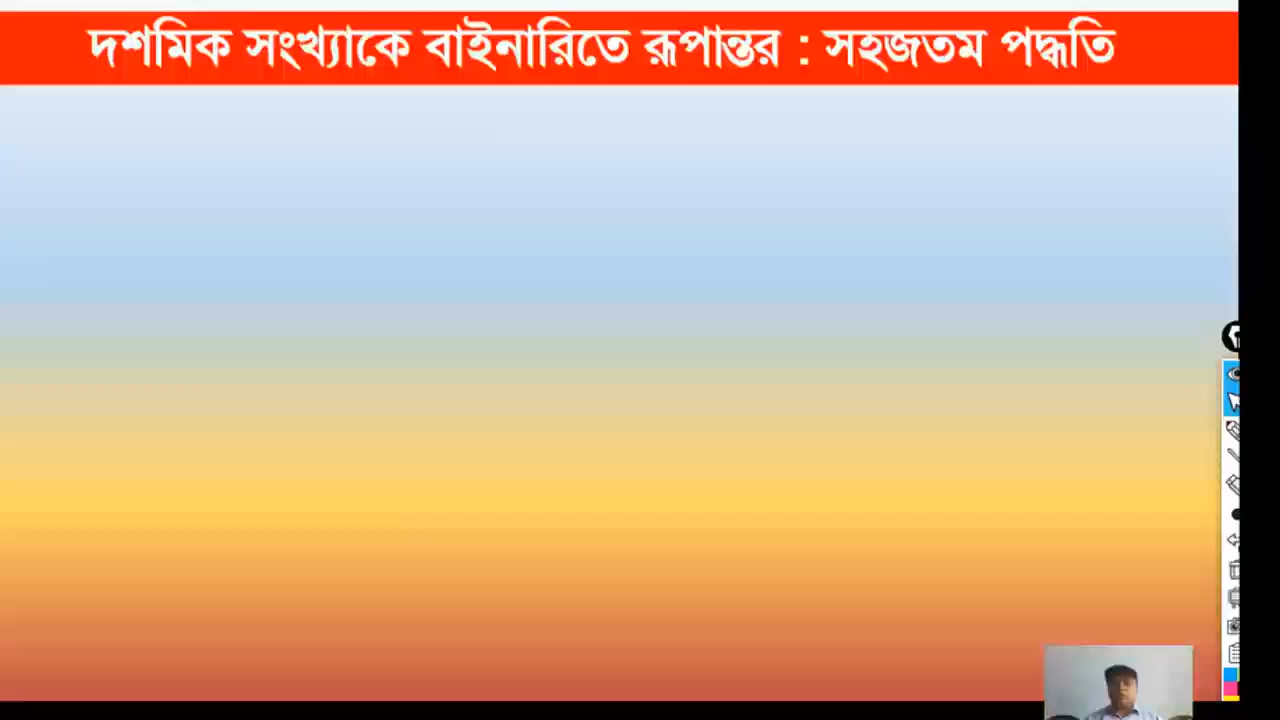 দশমিক সংখ্যাকে বাইনারিতে রূপান্তর : সহজতম পদ্ধতি